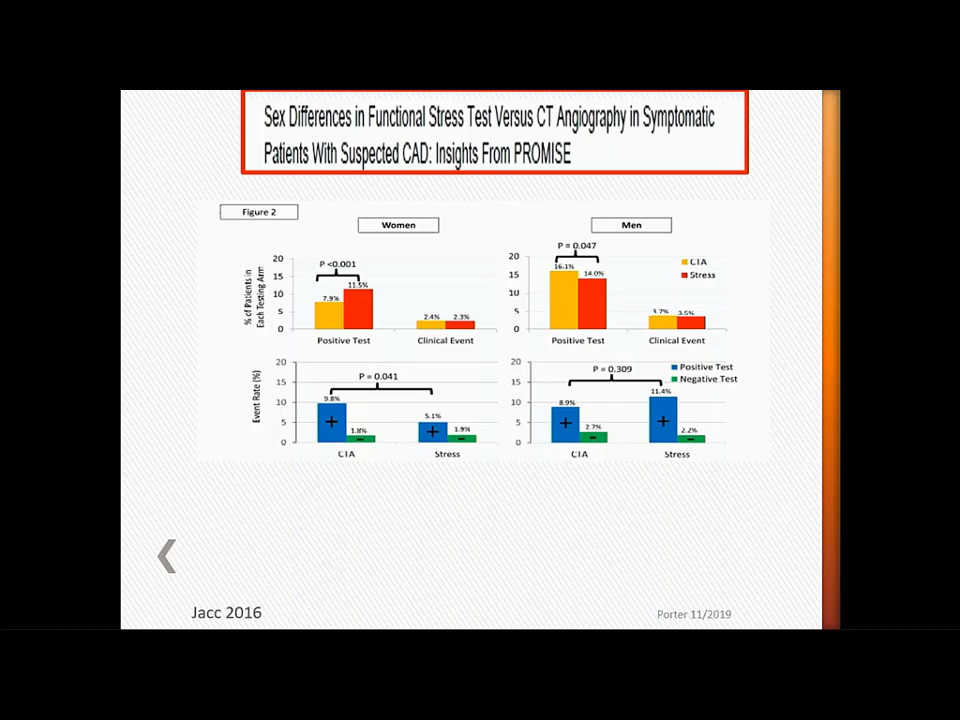 Sex Differences in Functional Stress Test Versus CT Angiography in Symptomatic
Patients With Suspected CAD: Insights From PROMISE
Figure 2
Women
Men
% of Patients in
Each Testing Arm
20
15
10
5
0
P <0.001
7.9%
11.5%
2.4%
2.3%
Positive Test
Clinical Event
20
15
10
5
0
P = 0.047
16.1%
14.0%
3.7%
3.5%
CTA
Stress
Positive Test
Clinical Event
Event Rate (%)
20
15
10
5
0
P = 0.041
9.8%
+
1.8%
−
5.1%
+
1.9%
−
CTA
Stress
20
15
10
5
0
P = 0.309
8.9%
+
2.7%
−
11.4%
+
2.2%
−
Positive Test
Negative Test
CTA
Stress
Jacc 2016
Porter 11/2019